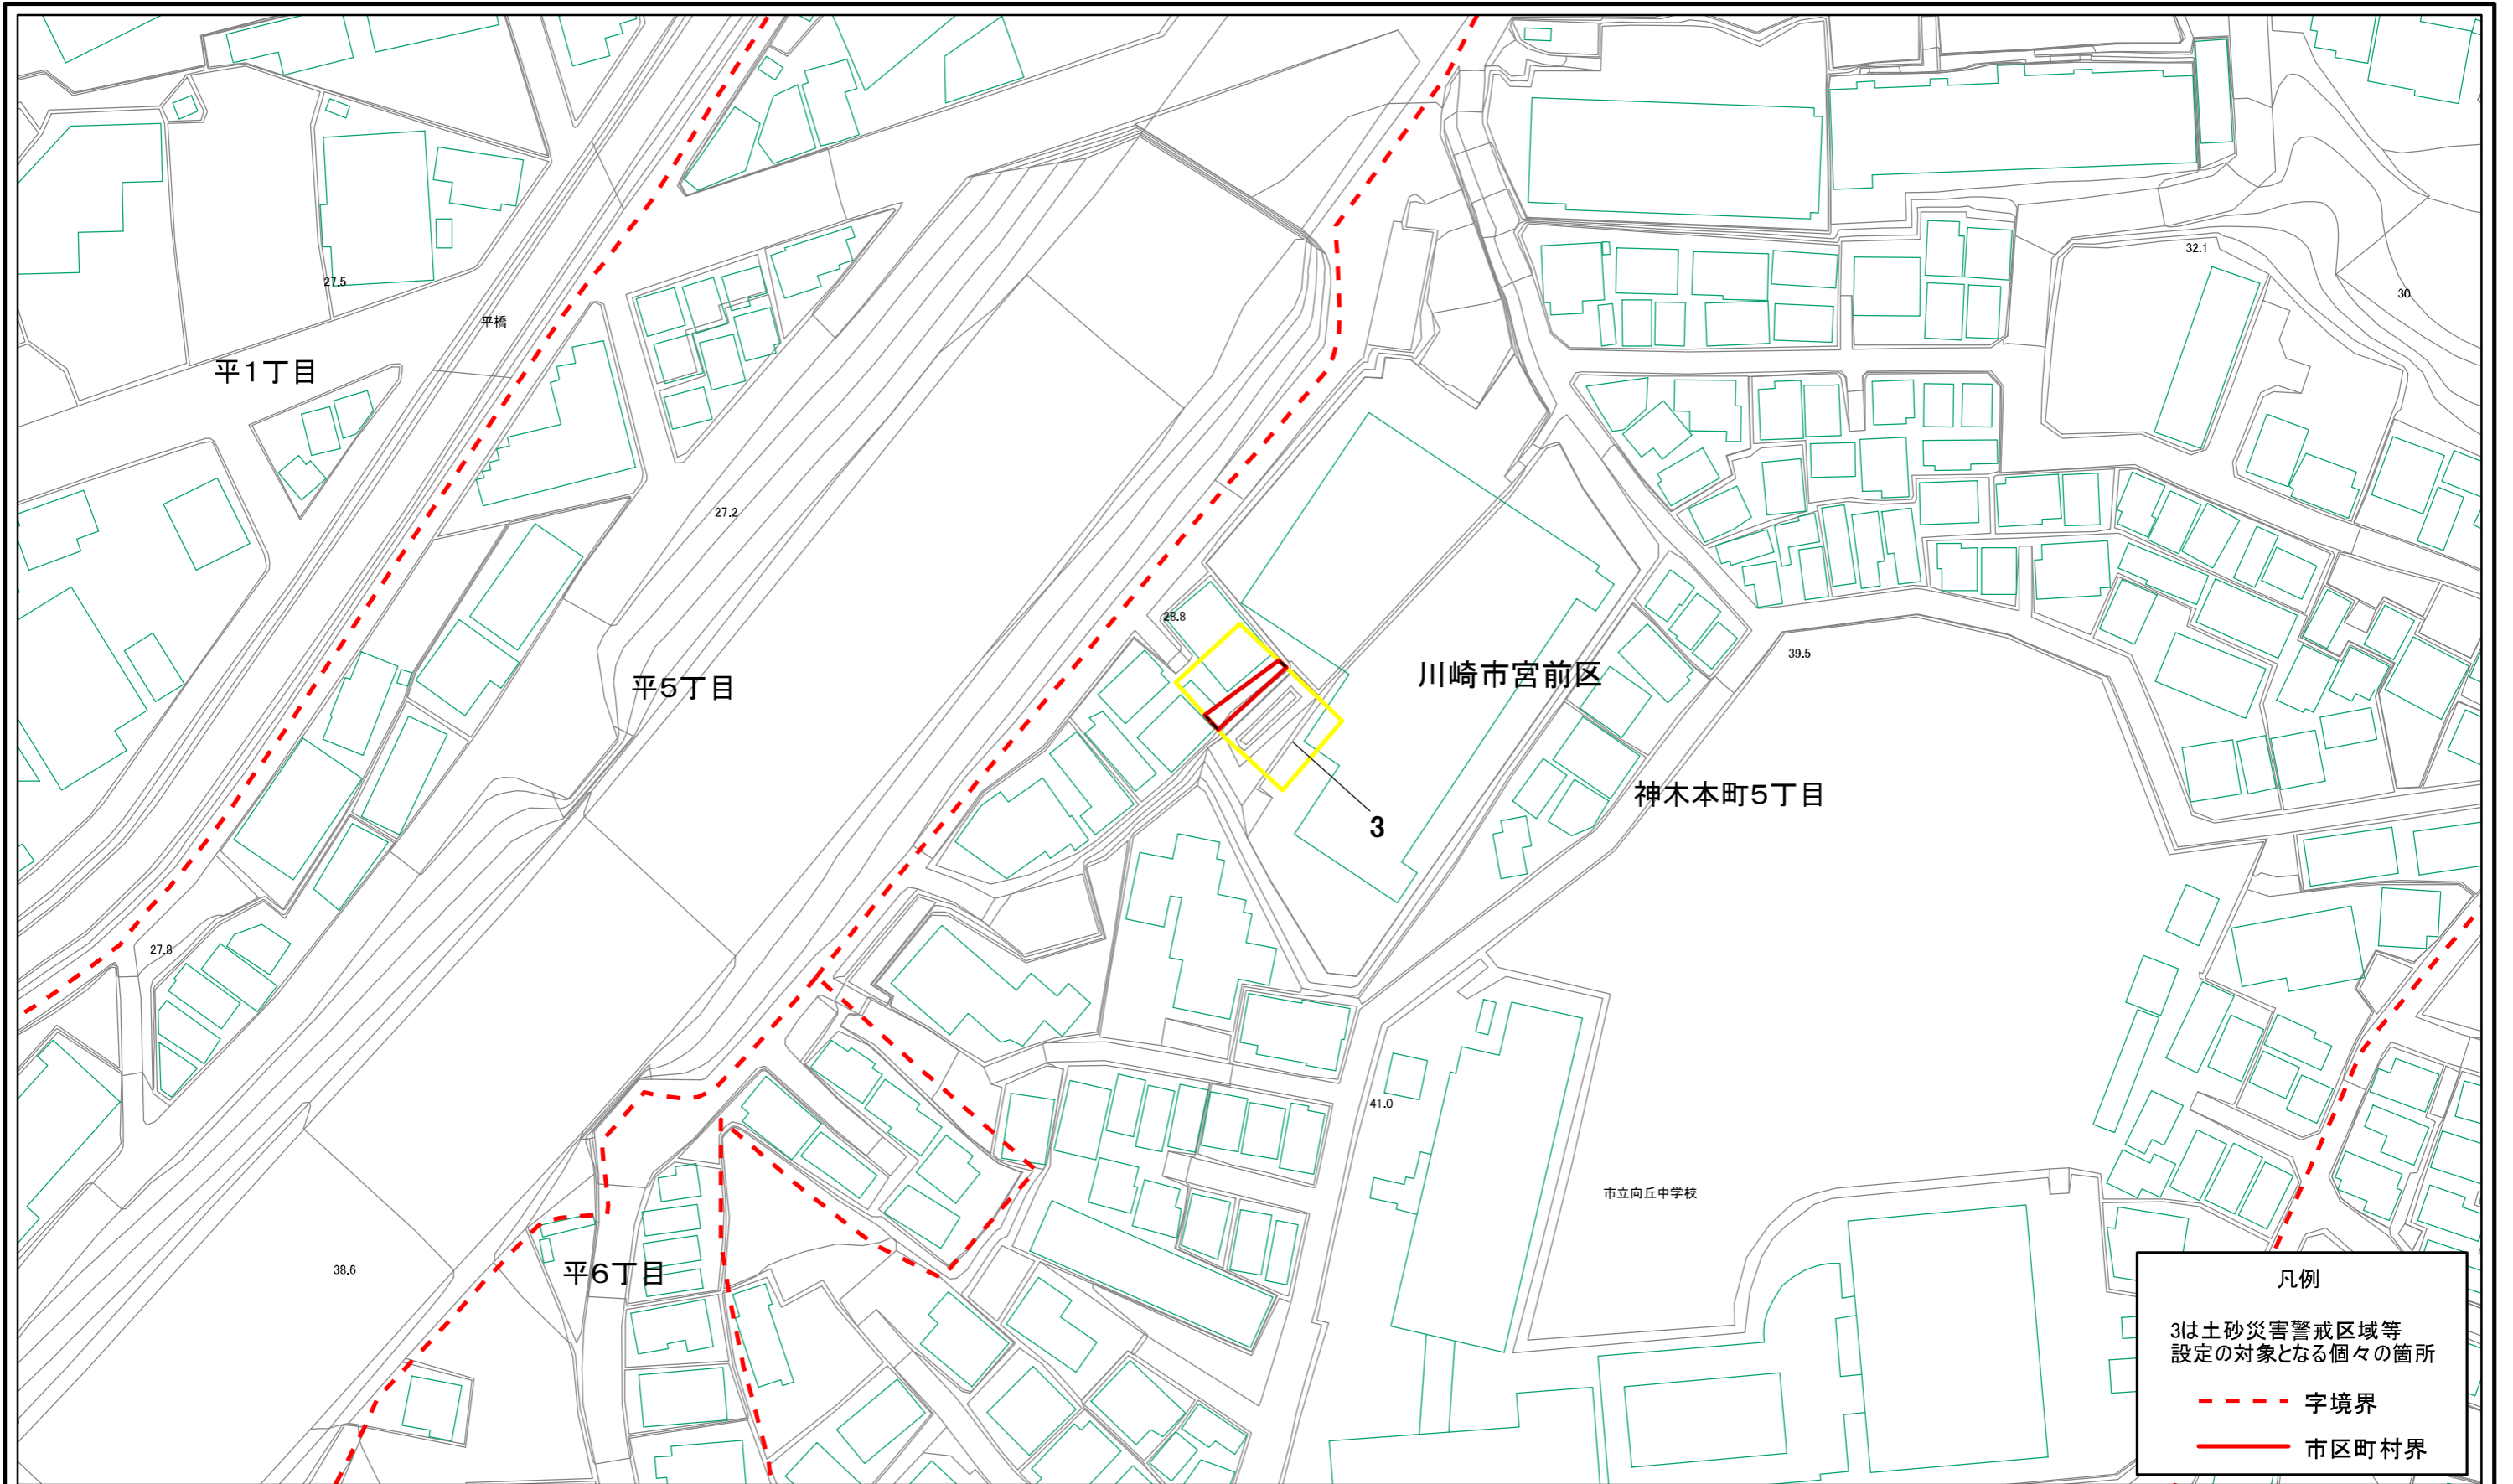 32.1
30
27.5
平橋
平1丁目
27.2
28.8
川崎市宮前区
39.5
平5丁目
神木本町5丁目
3
27.8
41.0
市立向丘中学校
38.6
平6丁目
凡例
3は土砂災害警戒区域等
設定の対象となる個々の箇所
字境界
市区町村界